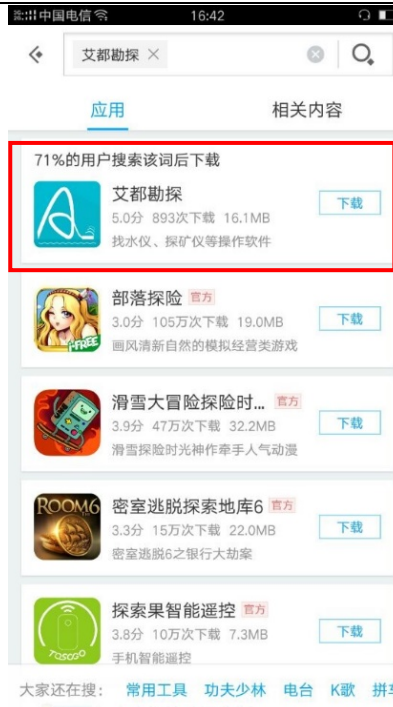 中国电信 16:42
艾都勘探 ×
应用 相关内容
71%的用户搜索该词后下载
艾都勘探
5.0分 893次下载 16.1MB
找水仪、探矿仪等操作软件
下载
部落探险 官方
3.0分 105万次下载 19.0MB
画风清新自然的模拟经营类游戏
下载
i-FREE
滑雪大冒险探险时... 官方
3.9分 47万次下载 32.2MB
滑雪探险时光神作牵手人气动漫
下载
ROOM6
密室逃脱探索地库6 官方
3.3分 15万次下载 22.0MB
密室逃脱6之银行大劫案
下载
TOSOGO
探索果智能遥控 官方
3.8分 10万次下载 7.3MB
手机智能遥控
下载
大家还在搜： 常用工具 功夫少林 电台 K歌 拼车